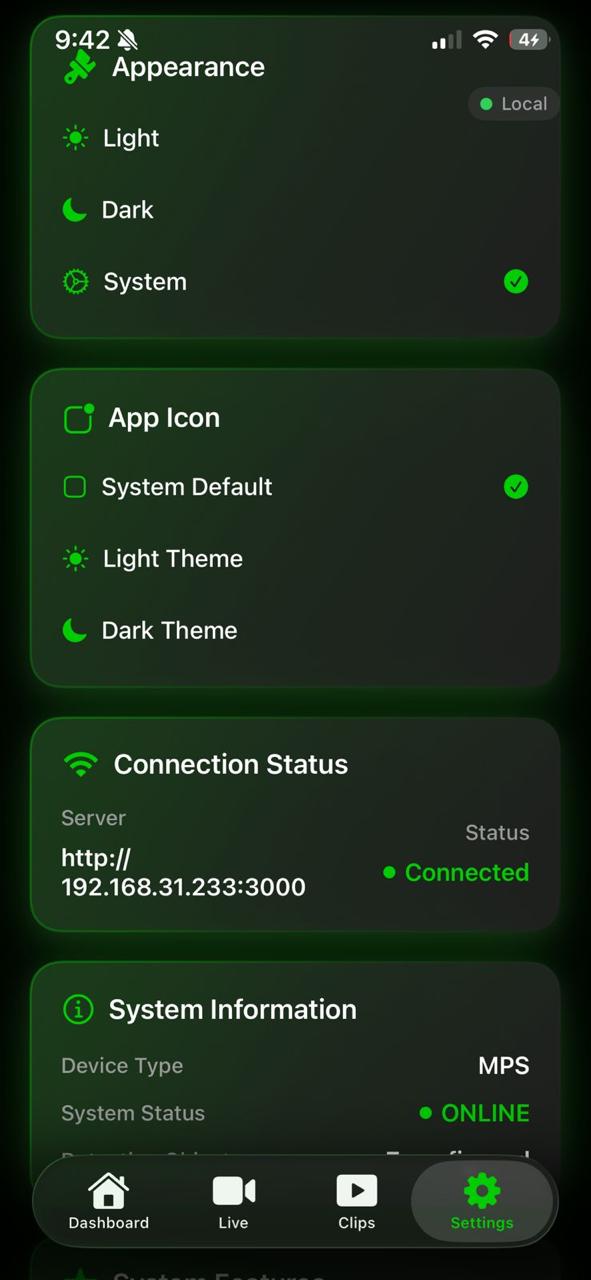 9:42
4
Appearance
Local
Light
Dark
System
App Icon
System Default
Light Theme
Dark Theme
Connection Status
Server
Status
http://
192.168.31.233:3000
Connected
System Information
Device Type
MPS
System Status
ONLINE
Dashboard
Live
Clips
Settings